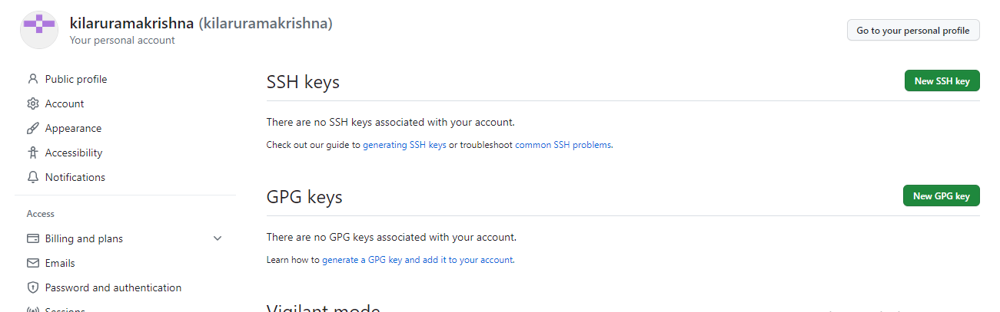 kilaruramakrishna (kilaruramakrishna)
Your personal account
Go to your personal profile
Public profile
Account
Appearance
Accessibility
Notifications
Access
Billing and plans
Emails
Password and authentication
Sessions
SSH keys
New SSH key
There are no SSH keys associated with your account.
Check out our guide to generating SSH keys or troubleshoot common SSH problems.
GPG keys
New GPG key
There are no GPG keys associated with your account.
Learn how to generate a GPG key and add it to your account.
Vigilant mode